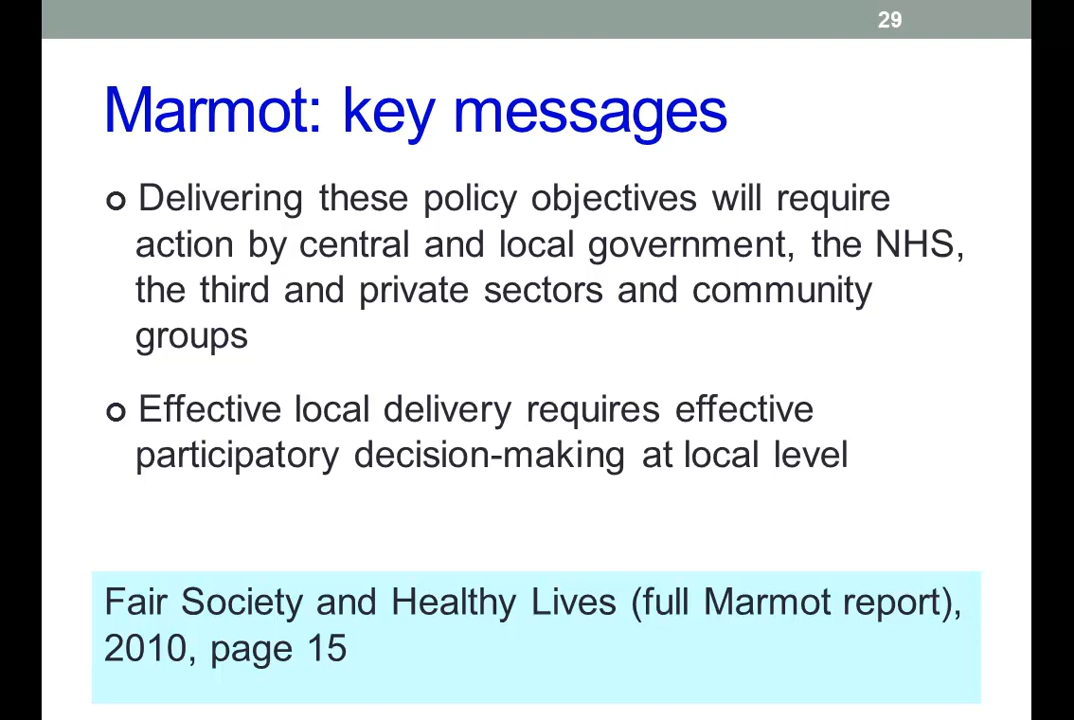 29
Marmot: key messages
Delivering these policy objectives will require
action by central and local government, the NHS,
the third and private sectors and community
groups
Effective local delivery requires effective
participatory decision-making at local level
Fair Society and Healthy Lives (full Marmot report),
2010, page 15